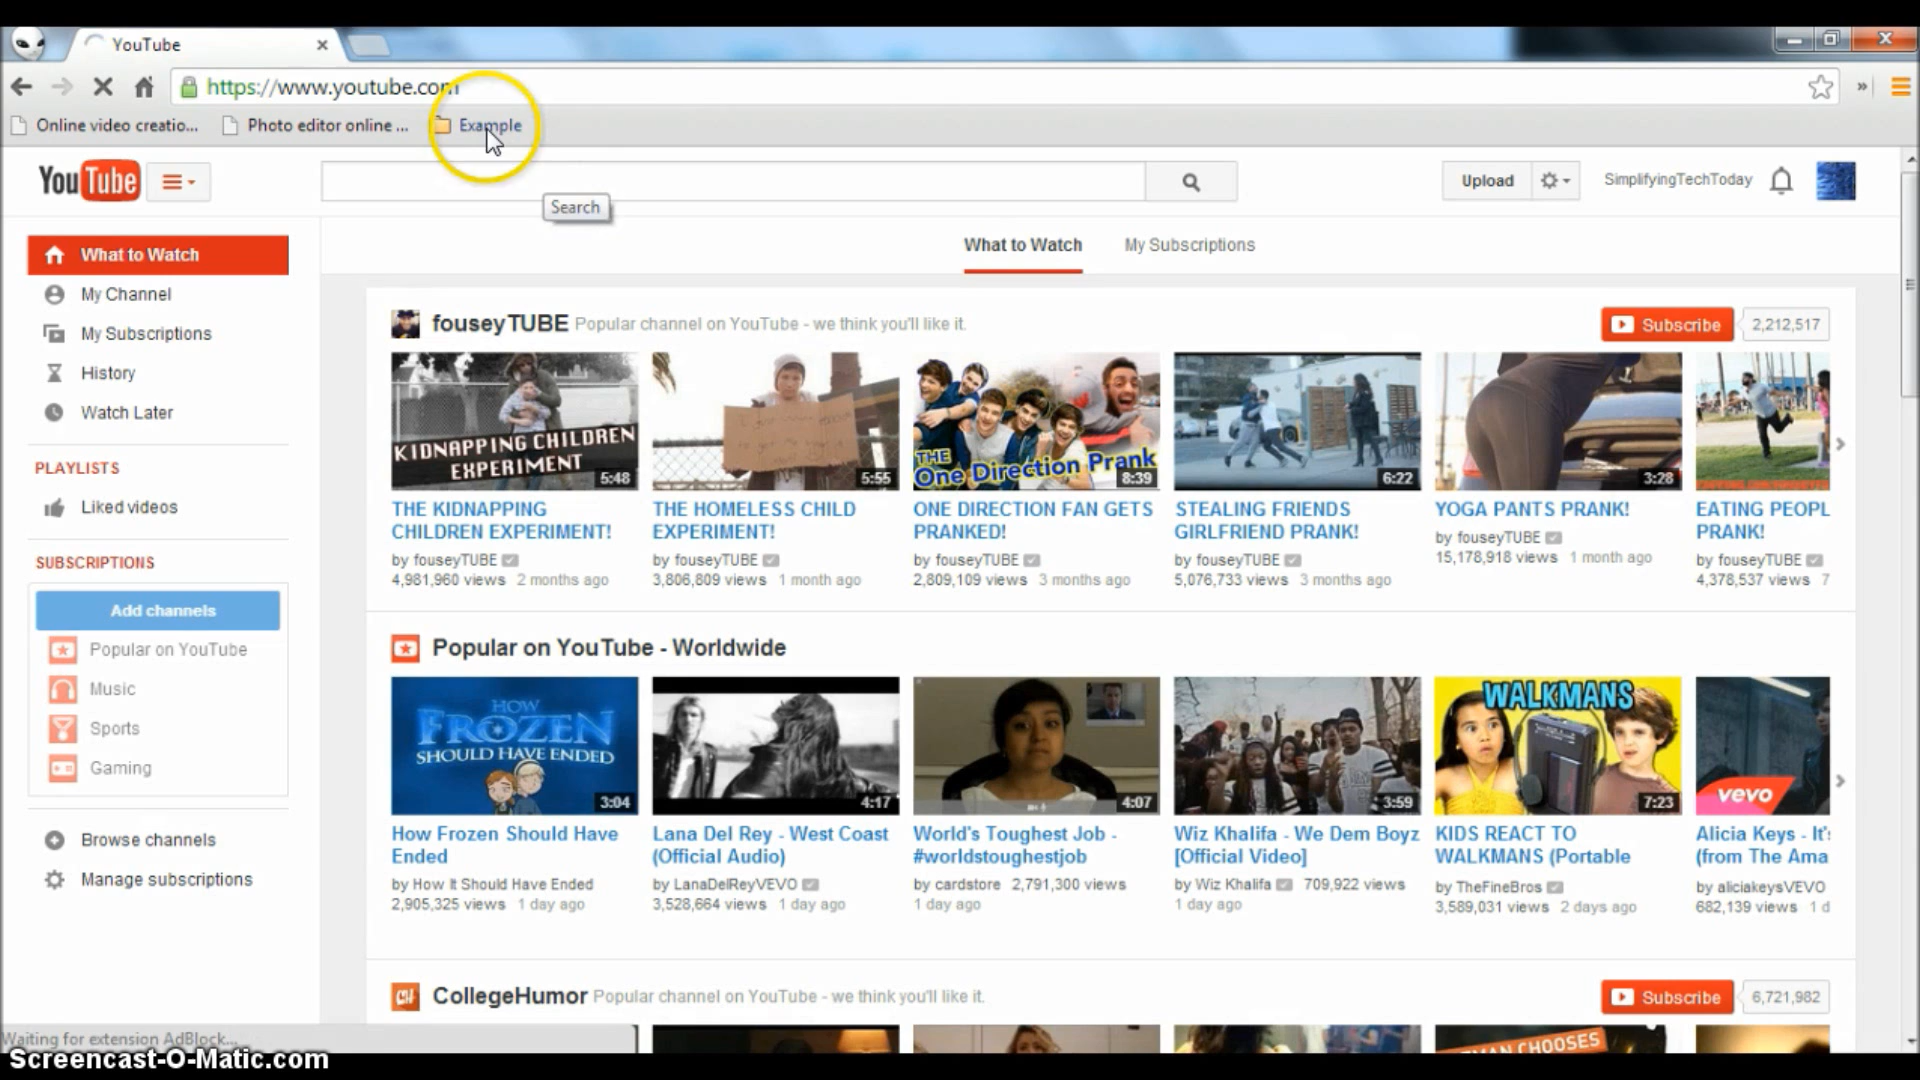 YouTube
https://www.youtube.com
Online video creatio...
Photo editor online ...
Example
YouTube
Search
Upload
SimplifyingTechToday
What to Watch
My Subscriptions
What to Watch
My Channel
My Subscriptions
History
Watch Later
PLAYLISTS
Liked videos
SUBSCRIPTIONS
Add channels
Popular on YouTube
Music
Sports
Gaming
Browse channels
Manage subscriptions
fouseyTUBE Popular channel on YouTube - we think you'll like it.
Subscribe 2,212,517
KIDNAPPING CHILDREN
EXPERIMENT
5:48
THE KIDNAPPING
CHILDREN EXPERIMENT!
by fouseyTUBE
4,981,960 views 2 months ago
5:55
THE HOMELESS CHILD
EXPERIMENT!
by fouseyTUBE
3,806,809 views 1 month ago
THE
One Direction Prank
8:39
ONE DIRECTION FAN GETS
PRANKED!
by fouseyTUBE
2,809,109 views 3 months ago
6:22
STEALING FRIENDS
GIRLFRIEND PRANK!
by fouseyTUBE
5,076,733 views 3 months ago
3:28
YOGA PANTS PRANK!
by fouseyTUBE
15,178,918 views 1 month ago
EATING PEOPL
PRANK!
by fouseyTUBE
4,378,537 views 7
Popular on YouTube - Worldwide
HOW
FROZEN
SHOULD HAVE ENDED
3:04
How Frozen Should Have
Ended
by How It Should Have Ended
2,905,325 views 1 day ago
4:17
Lana Del Rey - West Coast
(Official Audio)
by LanaDelReyVEVO
3,528,664 views 1 day ago
4:07
World's Toughest Job -
#worldstoughestjob
by cardstore 2,791,300 views
1 day ago
3:59
Wiz Khalifa - We Dem Boyz
[Official Video]
by Wiz Khalifa 709,922 views
1 day ago
WALKMANS
7:23
KIDS REACT TO
WALKMANS (Portable
by TheFineBros
3,589,031 views 2 days ago
vevo
Alicia Keys - It's
(from The Ama
by aliciakeysVEVO
682,139 views 1 d
CollegeHumor Popular channel on YouTube - we think you'll like it.
Subscribe 6,721,982
MAN CHOOSES
Waiting for extension AdBlock...
Screencast-O-Matic.com